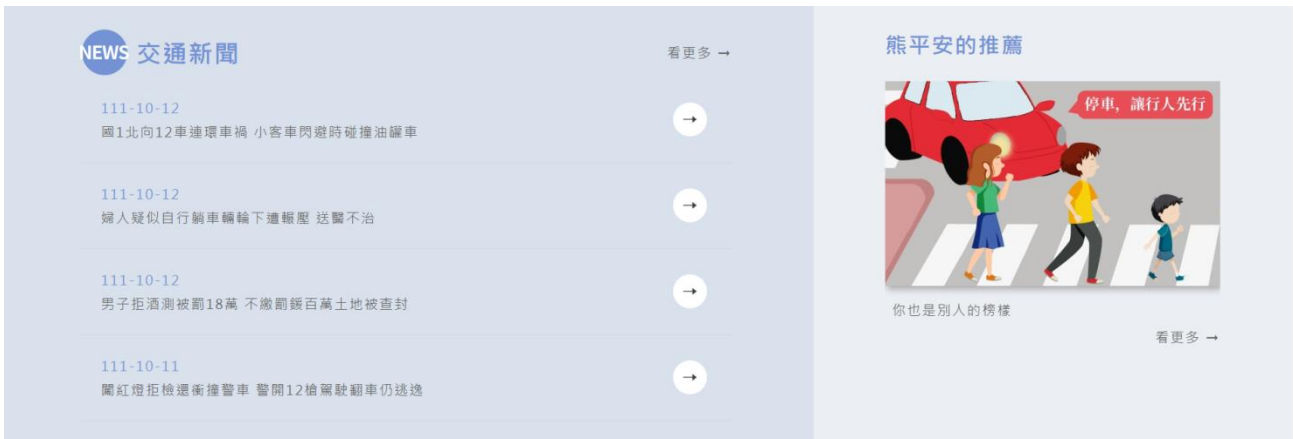 NEWS 交通新聞
看更多 →
111-10-12
國1北向12車連環車禍 小客車閃避時碰撞油罐車
111-10-12
婦人疑似自行躺車輛輪下遭輾壓 送醫不治
111-10-12
男子拒酒測被罰18萬 不繳罰鍰百萬土地被查封
111-10-11
闖紅燈拒檢還衝撞警車 警開12槍駕駛翻車仍逃逸
熊平安的推薦
停車，讓行人先行
你也是別人的榜樣
看更多 →